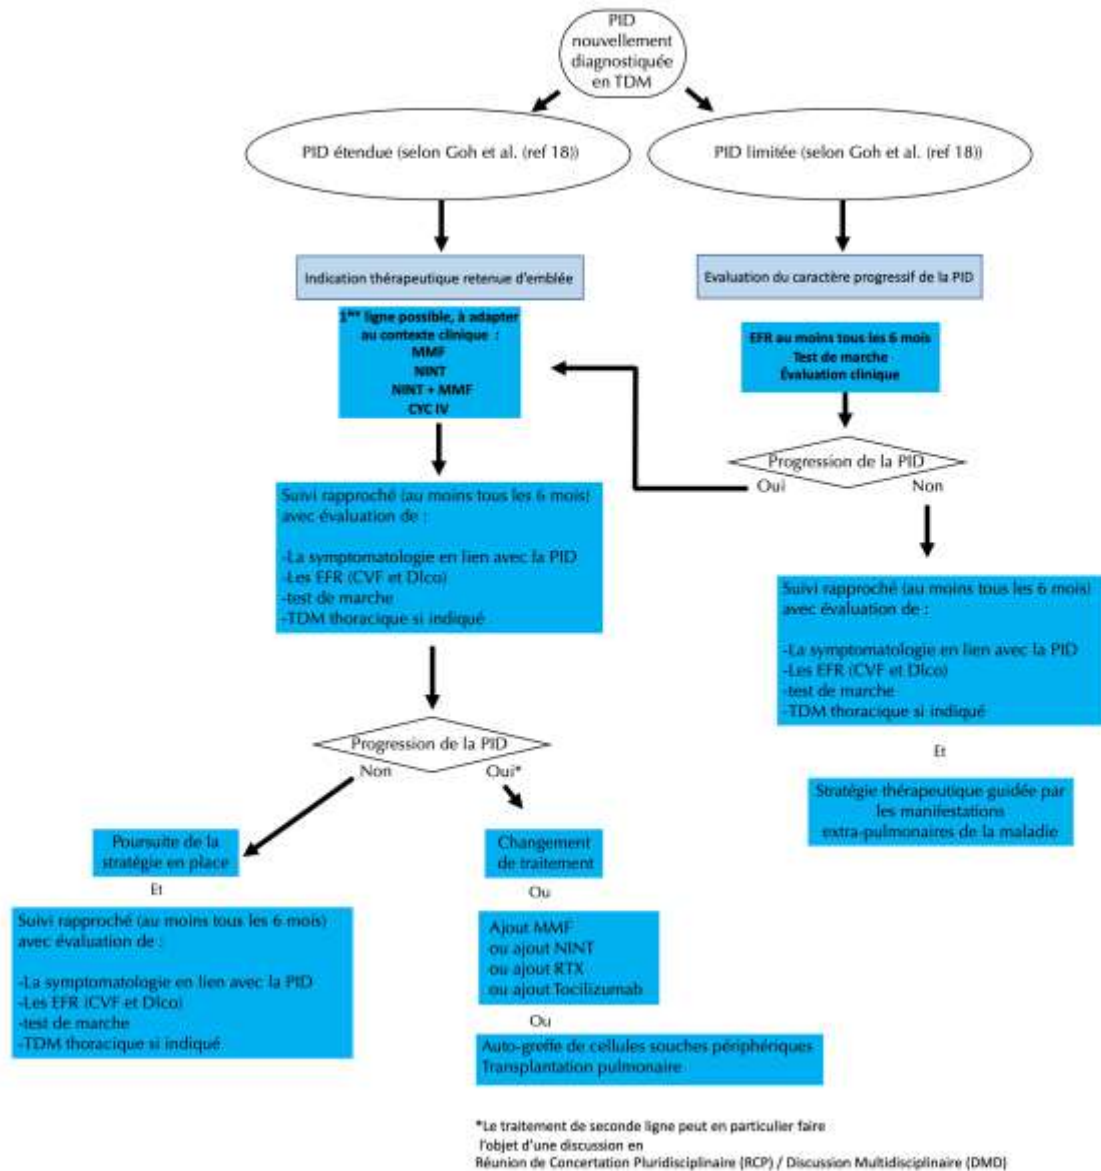 PID
nouvellement
diagnostiquée
en TDM
PID étendue (selon Goh et al. (ref 18))
PID limitée (selon Goh et al. (ref 18))
Indication thérapeutique retenue d'emblée
Evaluation du caractère progressif de la PID
1ère ligne possible, à adapter
au contexte clinique :
MMF
NINT
NINT + MMF
CYC IV
EFR au moins tous les 6 mois
Test de marche
Évaluation clinique
Progression de la PID
Oui
Non
Suivi rapproché (au moins tous les 6 mois)
avec évaluation de :
-La symptomatologie en lien avec la PID
-Les EFR (CVF et Dlco)
-test de marche
-TDM thoracique si indiqué
Suivi rapproché (au moins tous les 6 mois)
avec évaluation de :
-La symptomatologie en lien avec la PID
-Les EFR (CVF et Dlco)
-test de marche
-TDM thoracique si indiqué
Et
Stratégie thérapeutique guidée par
les manifestations
extra-pulmonaires de la maladie
Progression de la PID
Non
Oui*
Poursuite de la
stratégie en place
Et
Suivi rapproché (au moins tous les 6 mois)
avec évaluation de :
-La symptomatologie en lien avec la PID
-Les EFR (CVF et Dlco)
-test de marche
-TDM thoracique si indiqué
Changement
de traitement
Ou
Ajout MMF
ou ajout NINT
ou ajout RTX
ou ajout Tocilizumab
Ou
Auto-greffe de cellules souches périphériques
Transplantation pulmonaire
*Le traitement de seconde ligne peut en particulier faire
l'objet d'une discussion en
Réunion de Concertation Pluridisciplinaire (RCP) / Discussion Multidisciplinaire (DMD)